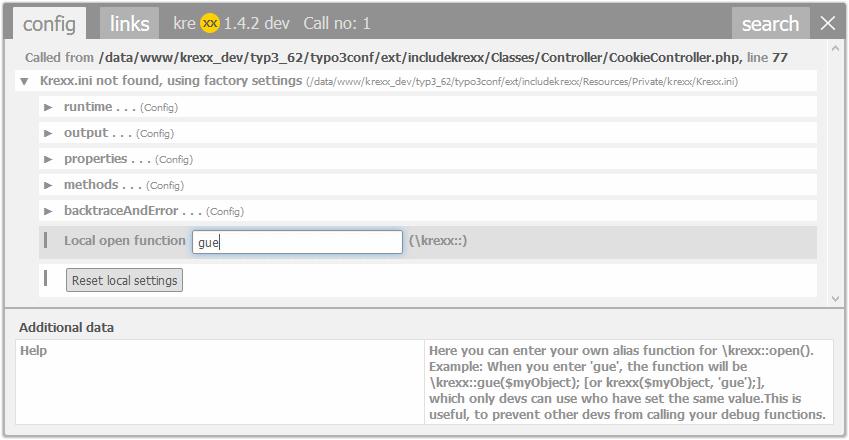 config links kre xx 1.4.2 dev Call no: 1 search
Called from /data/www/krexx_dev/typ3_62/typo3conf/ext/includekrexx/Classes/Controller/CookieController.php, line 77
Krexx.ini not found, using factory settings (/data/www/krexx_dev/typ3_62/typo3conf/ext/includekrexx/Resources/Private/krexx/Krexx.ini)
runtime . . . (Config)
output . . . (Config)
properties . . . (Config)
methods . . . (Config)
backtraceAndError . . . (Config)
Local open function gue (\krexx::)
Reset local settings
Additional data
Help
Here you can enter your own alias function for \krexx::open().
Example: When you enter 'gue', the function will be
\krexx::gue($myObject); [or krexx($myObject, 'gue');],
which only devs can use who have set the same value.This is
useful, to prevent other devs from calling your debug functions.